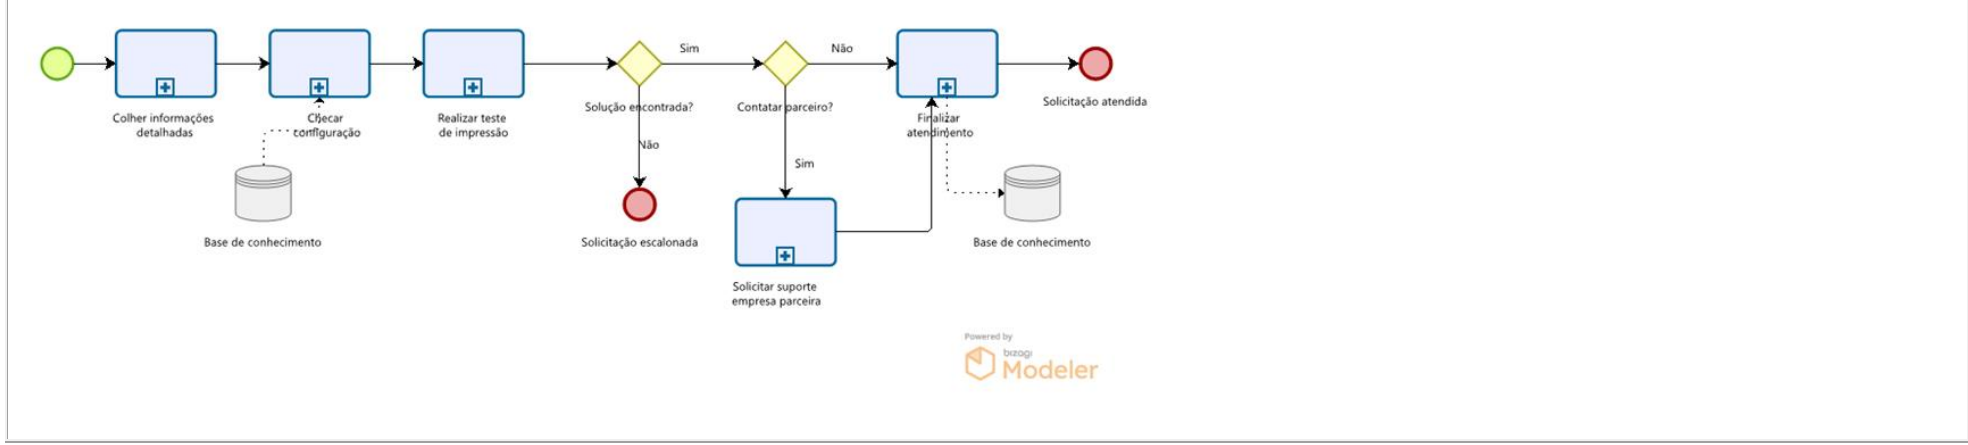 Sim
Não
Colher informações
detalhadas
Checar
configuração
Realizar teste
de impressão
Solução encontrada?
Contatar parceiro?
Finalizar
atendimento
Solicitação atendida
Não
Sim
Base de conhecimento
Solicitação escalonada
Base de conhecimento
Solicitar suporte
empresa parceira
Powered by
bizagi
Modeler